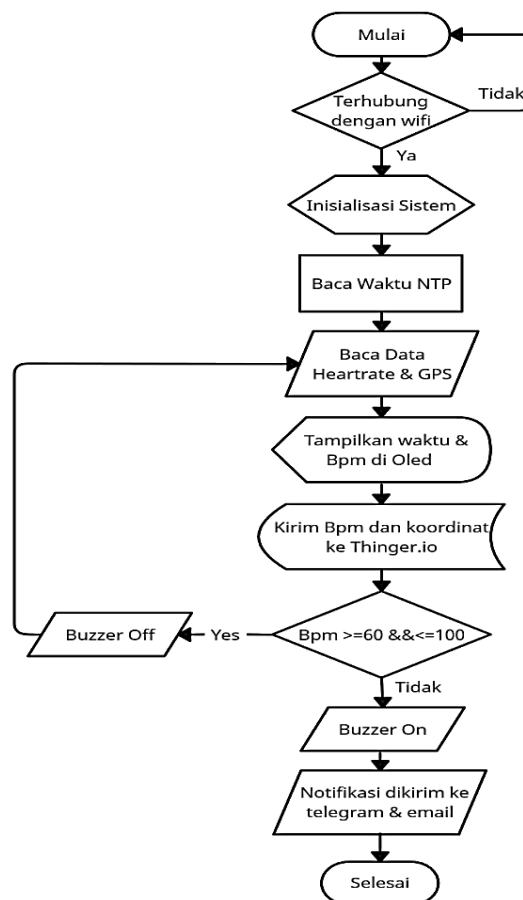 Mulai
Terhubung
dengan wifi
Tidak
Ya
Inisialisasi Sistem
Baca Waktu NTP
Baca Data
Heartrate & GPS
Tampilkan waktu &
Bpm di Oled
Kirim Bpm dan koordinat
ke Thinger.io
Buzzer Off
Yes
Bpm >=60 &&<=100
Tidak
Buzzer On
Notifikasi dikirim ke
telegram & email
Selesai